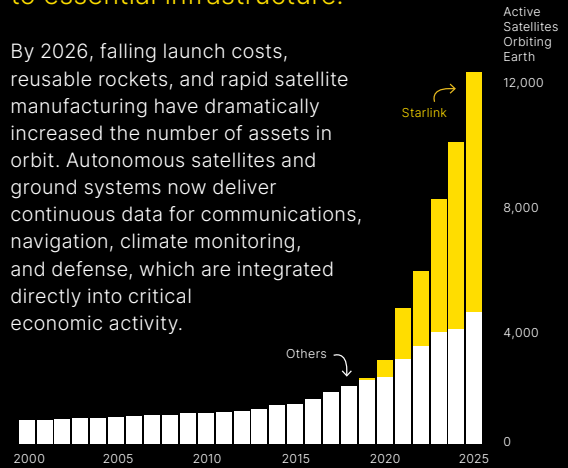 to essential infrastructure.
By 2026, falling launch costs,
reusable rockets, and rapid satellite
manufacturing have dramatically
increased the number of assets in
orbit. Autonomous satellites and
ground systems now deliver
continuous data for communications,
navigation, climate monitoring,
and defense, which are integrated
directly into critical
economic activity.
Active
Satellites
Orbiting
Earth
12,000
Starlink
8,000
4,000
Others
0
2000 2005 2010 2015 2020 2025